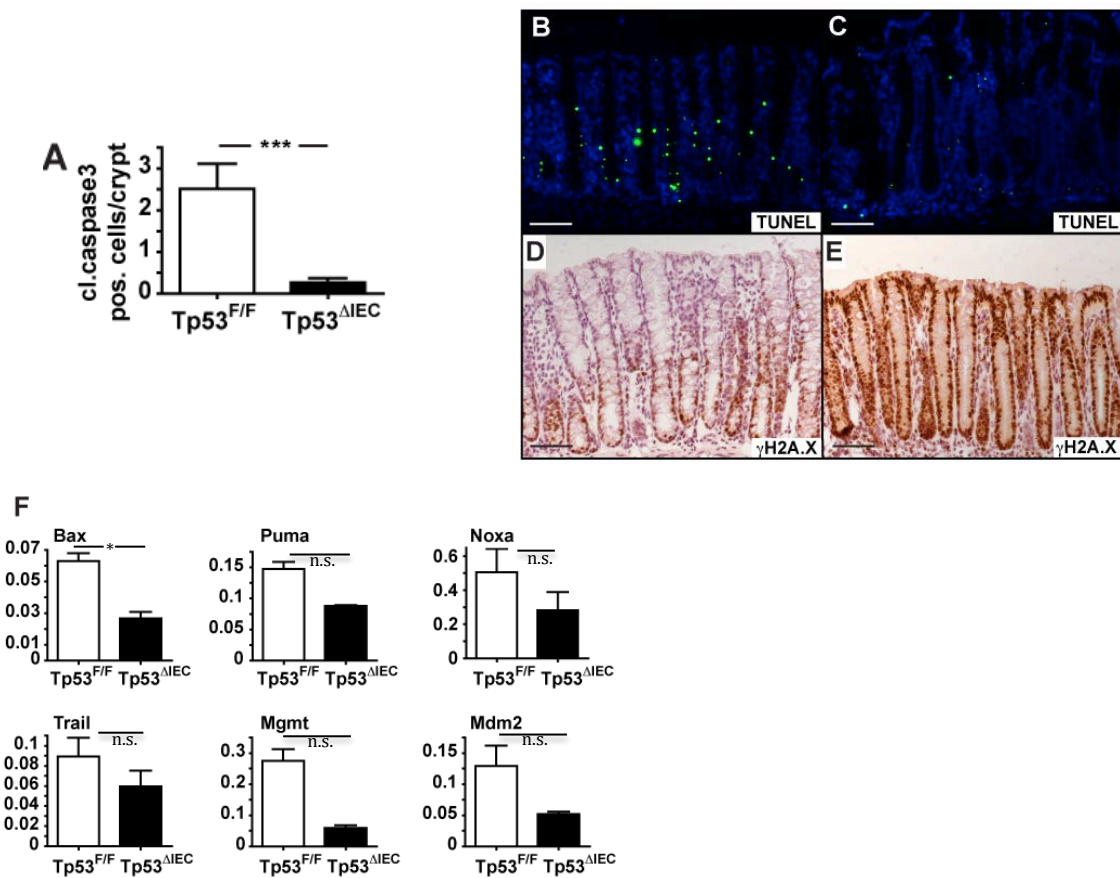 A
cl.caspase3
pos. cells/crypt
3
2
1
0
***
Tp53F/F
Tp53ΔIEC
B
TUNEL
C
TUNEL
D
γH2A.X
E
γH2A.X
F
Bax
0.07
0.05
0.03
0.01
0
*
Tp53F/F Tp53ΔIEC
Puma
0.15
0.1
0.05
0
n.s.
Tp53F/F Tp53ΔIEC
Noxa
0.6
0.4
0.2
0
n.s.
Tp53F/F Tp53ΔIEC
Trail
0.1
0.08
0.06
0.04
0.02
0
n.s.
Tp53F/F Tp53ΔIEC
Mgmt
0.3
0.2
0.1
0
n.s.
Tp53F/F Tp53ΔIEC
Mdm2
0.15
0.1
0.05
0
n.s.
Tp53F/F Tp53ΔIEC